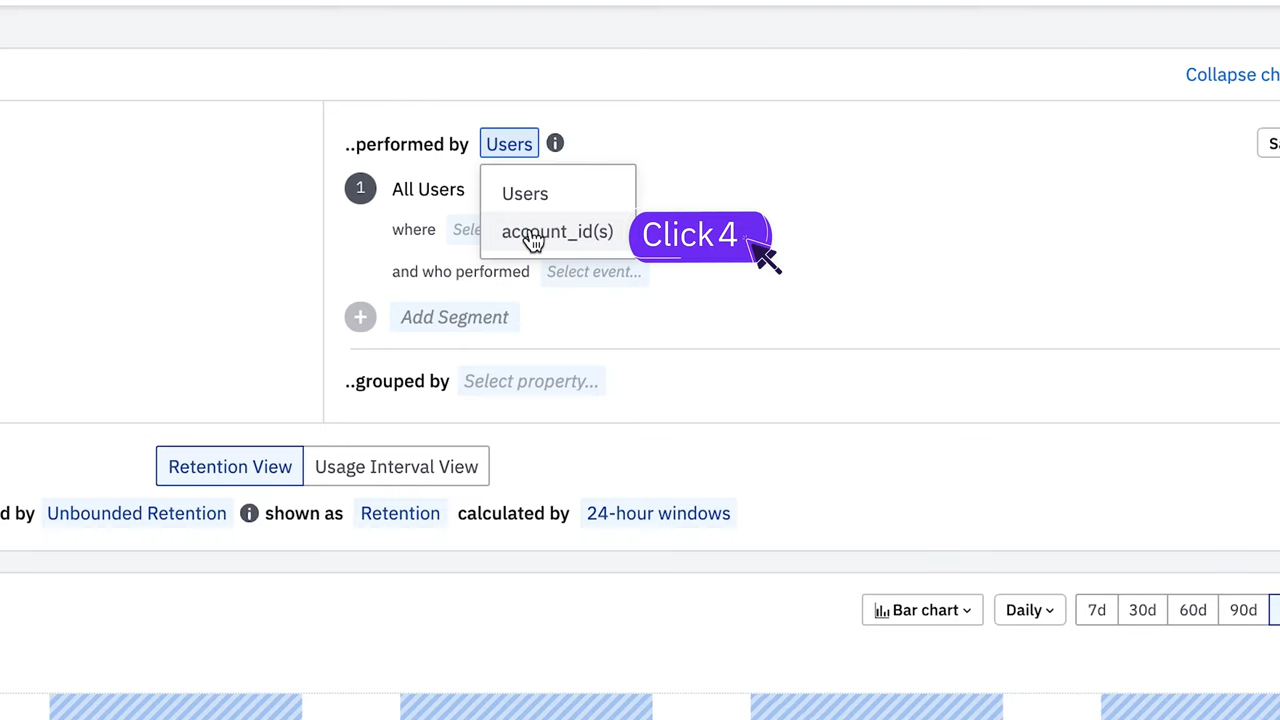 Collapse ch
..performed by Users
Sa
1 All Users
Users
where Sele
account_id(s)
Click 4
and who performed Select event...
+ Add Segment
..grouped by Select property...
Retention View Usage Interval View
d by Unbounded Retention shown as Retention calculated by 24-hour windows
Bar chart Daily 7d 30d 60d 90d